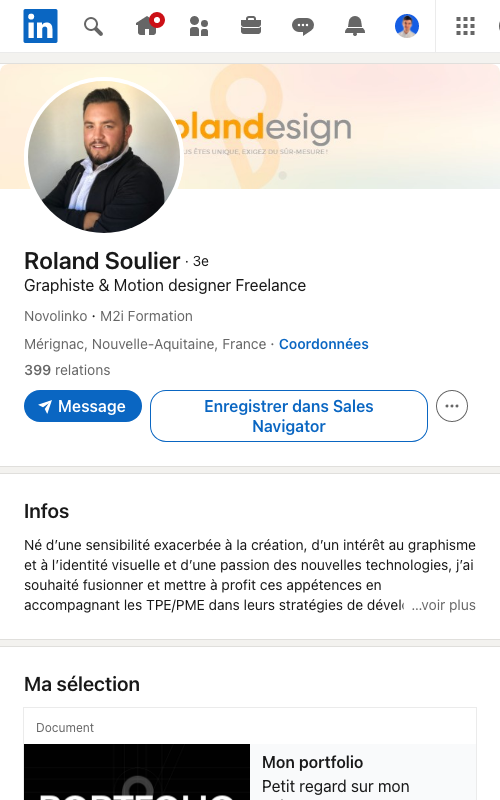 in
olandesign
US ÊTES UNIQUE, EXIGEZ DU SUR-MESURE !
Roland Soulier · 3e
Graphiste & Motion designer Freelance
Novolinko • M2i Formation
Mérignac, Nouvelle-Aquitaine, France · Coordonnées
399 relations
Message
Enregistrer dans Sales
Navigator
Infos
Né d’une sensibilité exacerbée à la création, d’un intérêt au graphisme
et à l’identité visuelle et d’une passion des nouvelles technologies, j’ai
souhaité fusionner et mettre à profit ces appétences en
accompagnant les TPE/PME dans leurs stratégies de dével …voir plus
Ma sélection
Document
PORTFOLIO
Mon portfolio
Petit regard sur mon